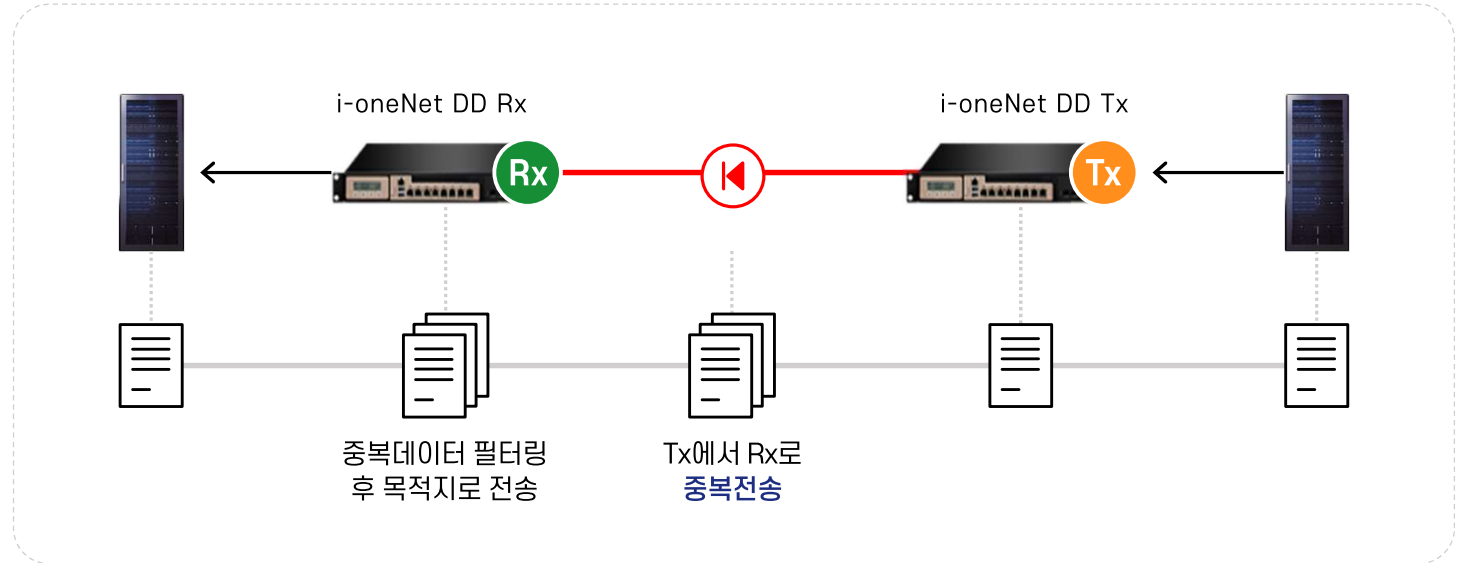 i-oneNet DD Rx
i-oneNet DD Tx
Rx
Tx
중복데이터 필터링
후 목적지로 전송
Tx에서 Rx로
중복전송